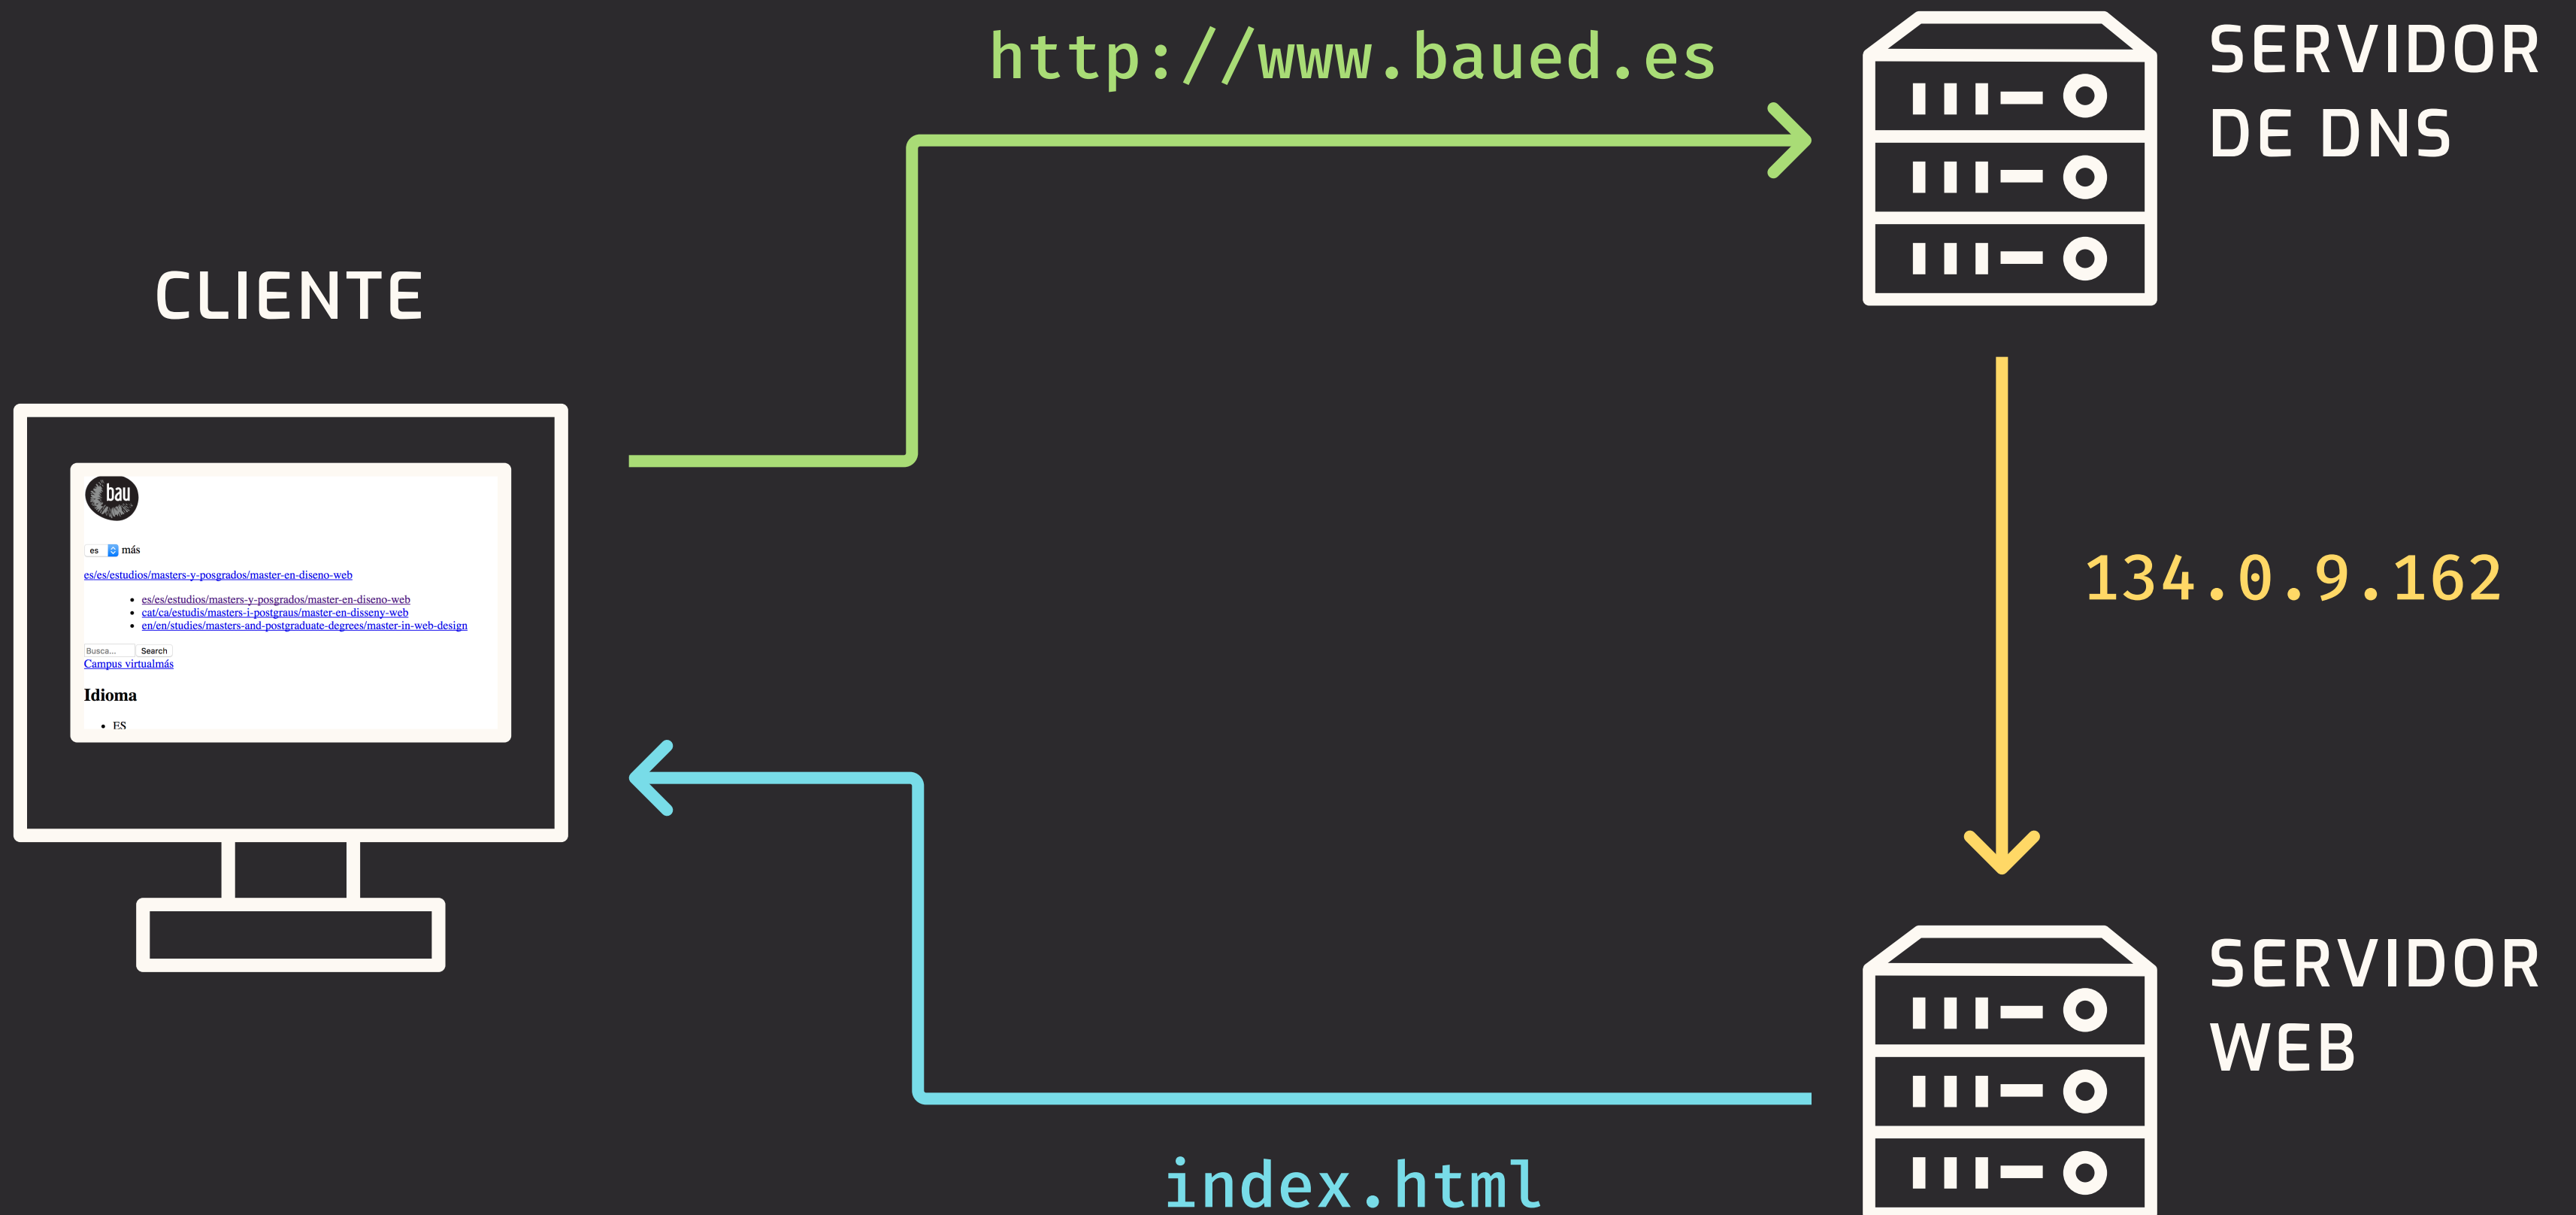 http://www.baued.es
SERVIDOR
DE DNS
CLIENTE
bau
es más
es/es/estudios/masters-y-posgrados/master-en-diseno-web
es/es/estudios/masters-y-posgrados/master-en-diseno-web
cat/ca/estudis/masters-i-postgraus/master-en-disseny-web
en/en/studies/masters-and-postgraduate-degrees/master-in-web-design
Busca... Search
Campus virtualmás
Idioma
ES
134.0.9.162
SERVIDOR
WEB
index.html